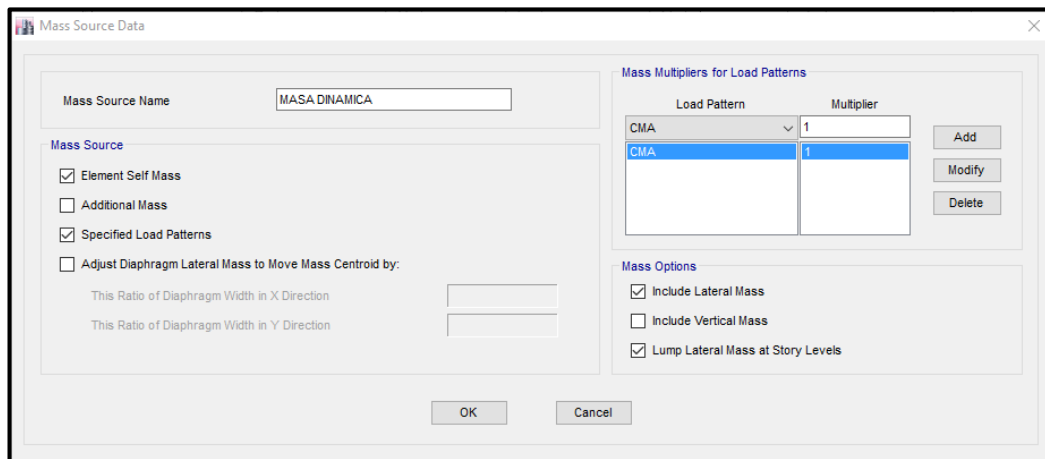 Mass Source Data
Mass Source Name
MASA DINAMICA
Mass Source
Element Self Mass
Additional Mass
Specified Load Patterns
Adjust Diaphragm Lateral Mass to Move Mass Centroid by:
This Ratio of Diaphragm Width in X Direction
This Ratio of Diaphragm Width in Y Direction
Mass Multipliers for Load Patterns
Load Pattern Multiplier
CMA 1
CMA 1
Add
Modify
Delete
Mass Options
Include Lateral Mass
Include Vertical Mass
Lump Lateral Mass at Story Levels
OK Cancel